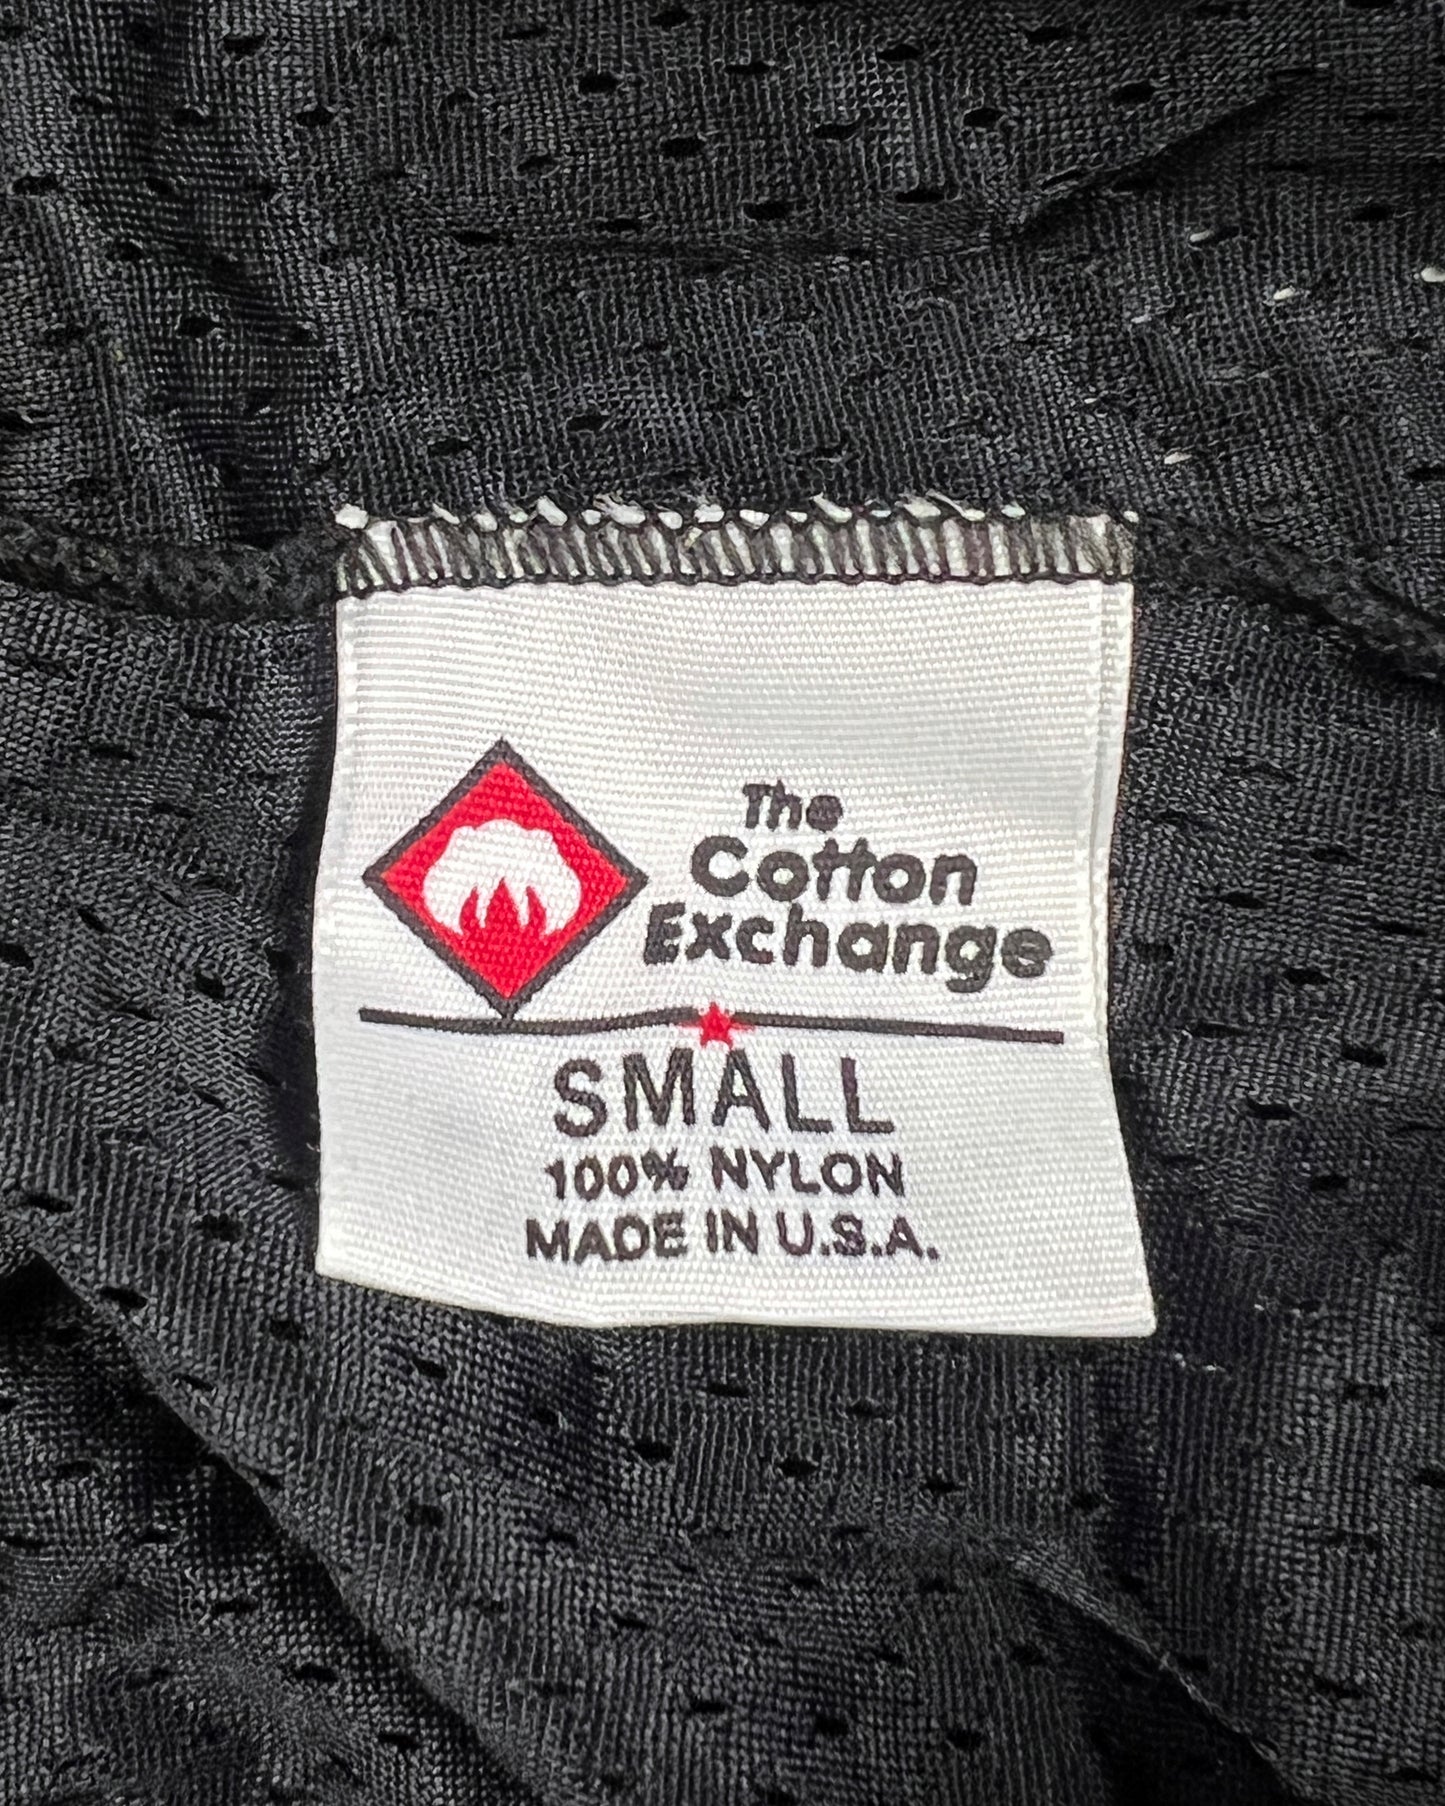 The
Cotton
Exchange
SMALL
100% NYLON
MADE IN U.S.A.